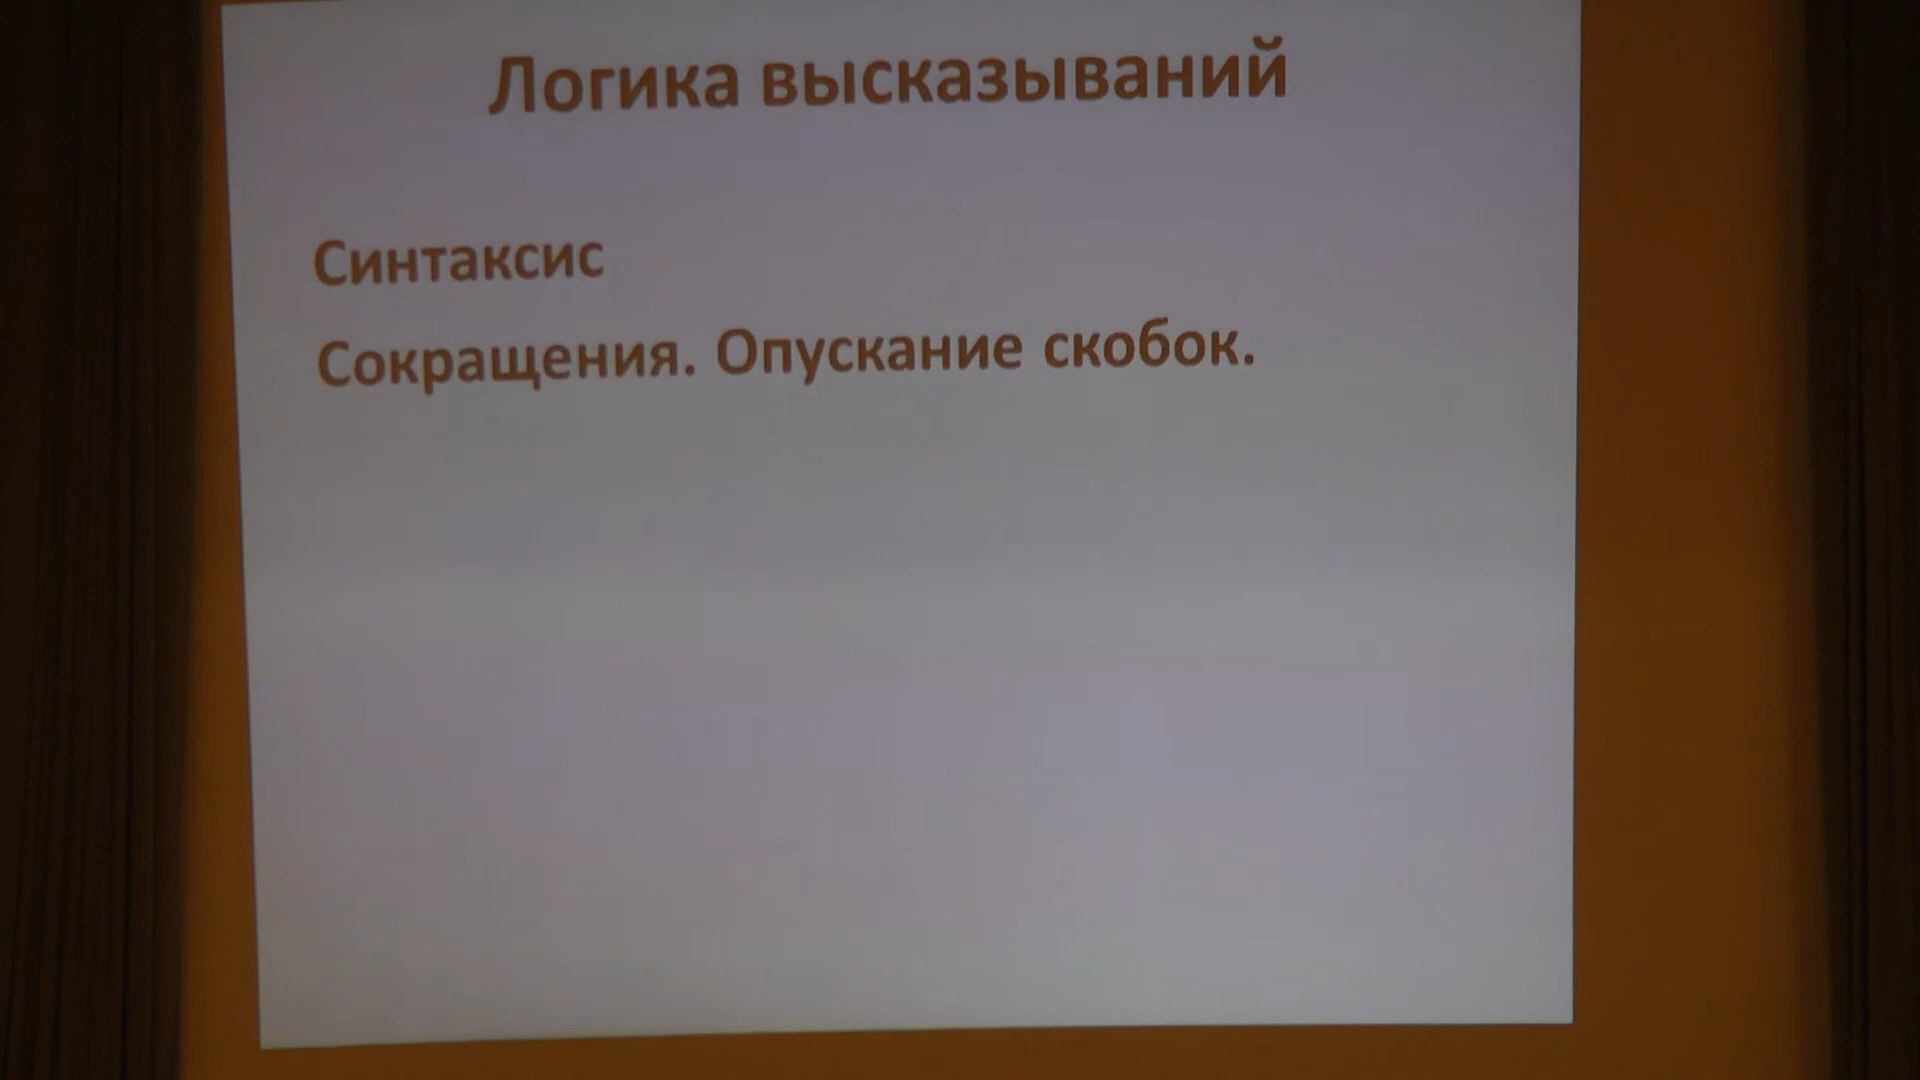 Логика высказываний
Синтаксис
Сокращения. Опускание скобок.